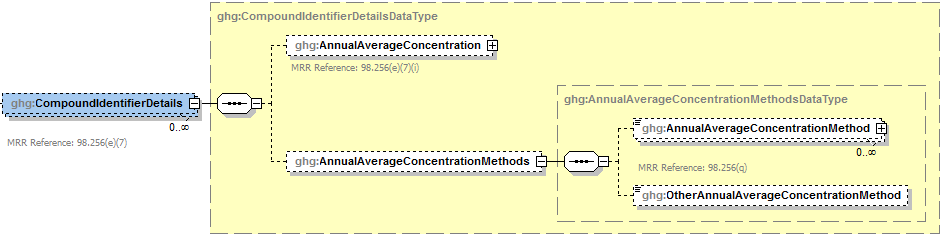 ghg:CompoundIdentifierDetailsDataType
ghg:AnnualAverageConcentration
MRR Reference: 98.256(e)(7)(i)
ghg:CompoundIdentifierDetails
0..∞
MRR Reference: 98.256(e)(7)
ghg:AnnualAverageConcentrationMethodsDataType
ghg:AnnualAverageConcentrationMethod
0..∞
MRR Reference: 98.256(q)
ghg:AnnualAverageConcentrationMethods
ghg:OtherAnnualAverageConcentrationMethod